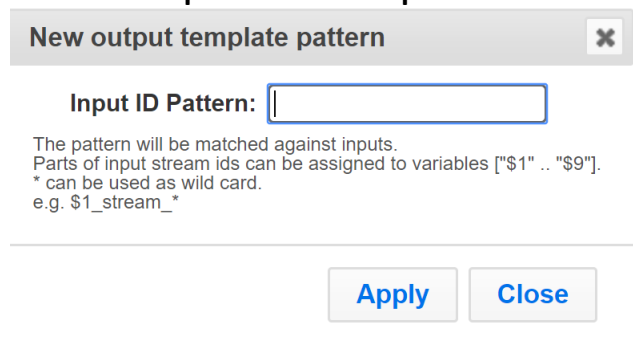 New output template pattern
Input ID Pattern:
The pattern will be matched against inputs.
Parts of input stream ids can be assigned to variables ["$1" .. "$9"].
* can be used as wild card.
e.g. $1_stream_*
Apply
Close